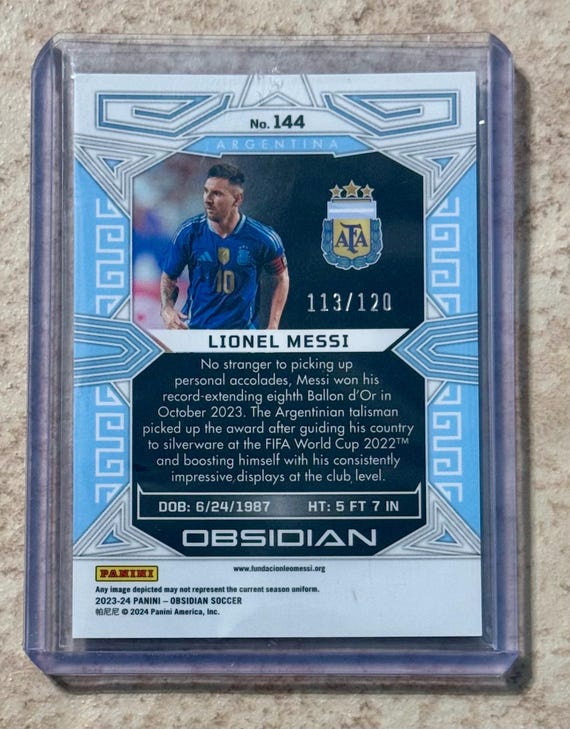 No. 144
ARGENTINA
AFA
10
113/120
LIONEL MESSI
No stranger to picking up
personal accolades, Messi won his
record-extending eighth Ballon d'Or in
October 2023. The Argentinian talisman
picked up the award after guiding his country
to silverware at the FIFA World Cup 2022™
and boosting himself with his consistently
impressive displays at the club level.
DOB: 6/24/1987 HT: 5 FT 7 IN
OBSIDIAN
PANINI
www.fundacionleomessi.org
Any image depicted may not represent the current season uniform.
2023-24 PANINI – OBSIDIAN SOCCER
帕尼尼 © 2024 Panini America, Inc.